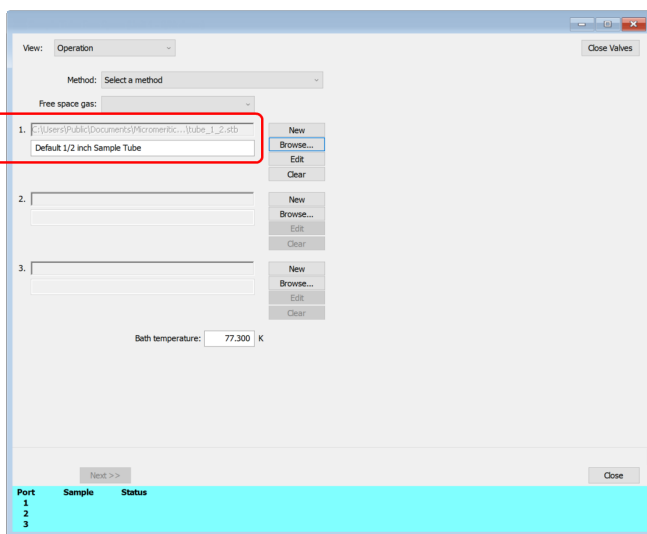 View: Operation Close Valves
Method: Select a method
Free space gas:
1. C:\Users\Public\Documents\Micromeritic...\tube_1_2.stb New
Default 1/2 inch Sample Tube Browse...
Edit
Clear
2. New
Browse...
Edit
Clear
3. New
Browse...
Edit
Clear
Bath temperature: 77.300 K
Next >> Close
Port Sample Status
1
2
3